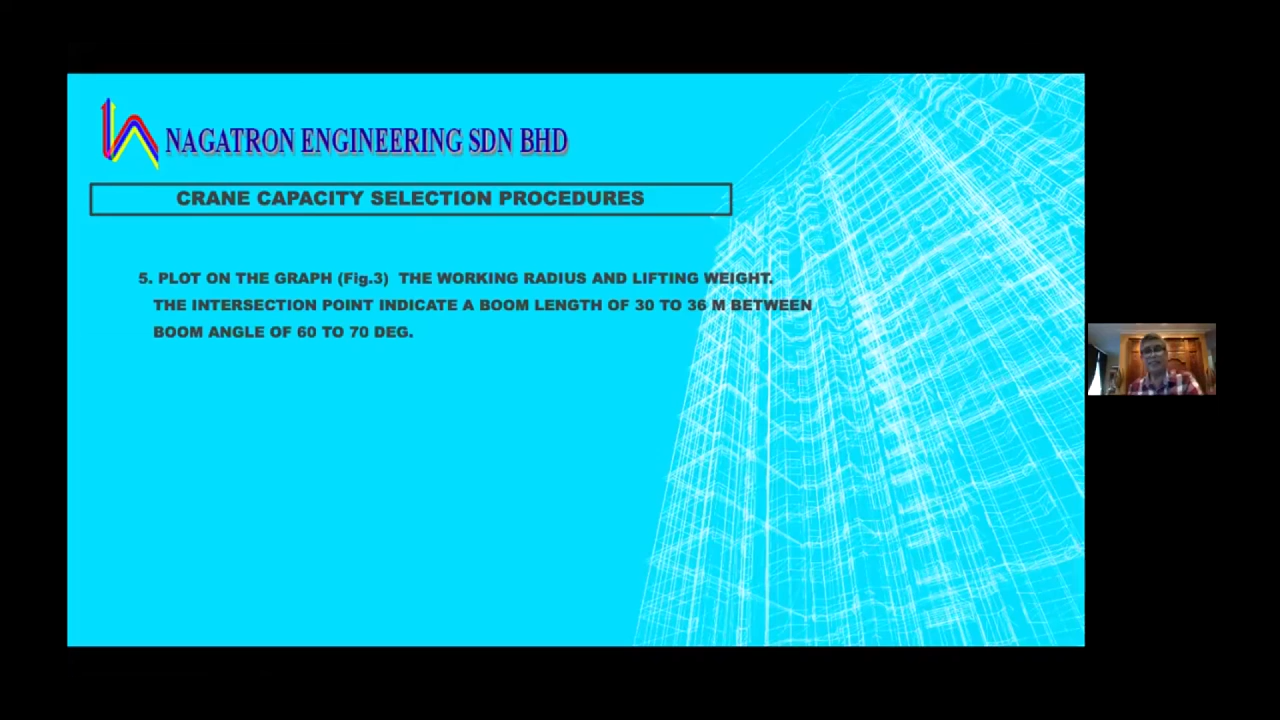 NAGATRON ENGINEERING SDN BHD
CRANE CAPACITY SELECTION PROCEDURES
5. PLOT ON THE GRAPH (Fig.3) THE WORKING RADIUS AND LIFTING WEIGHT.
THE INTERSECTION POINT INDICATE A BOOM LENGTH OF 30 TO 36 M BETWEEN
BOOM ANGLE OF 60 TO 70 DEG.